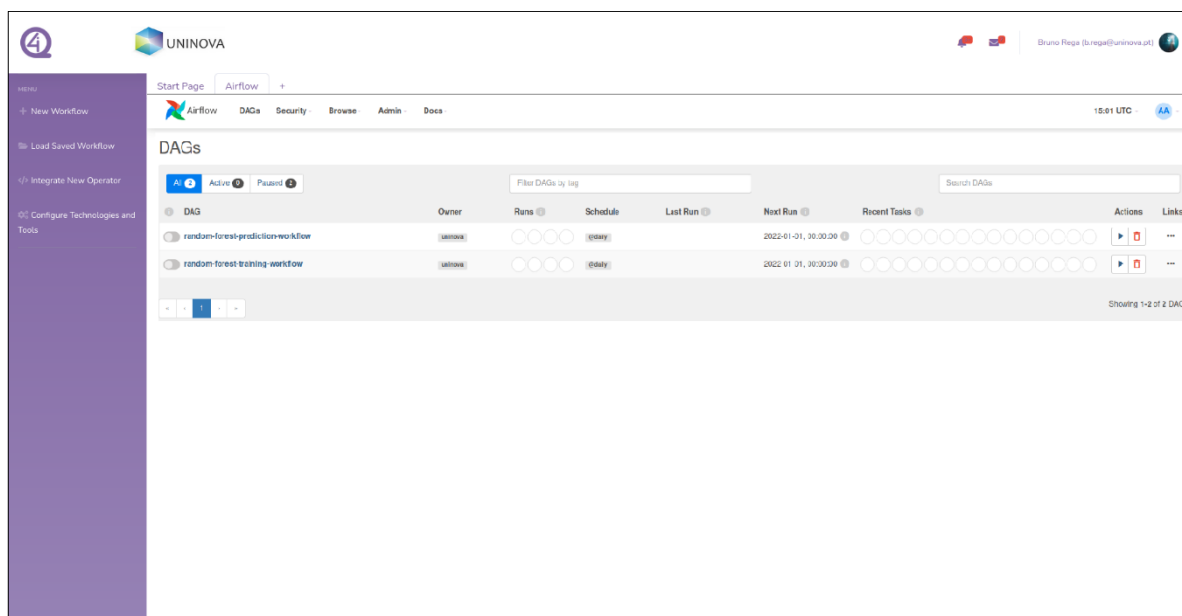 4i
UNINOVA
Bruno Rega (b.rega@uninova.pt)
MENU
+ New Workflow
Load Saved Workflow
</> Integrate New Operator
Configure Technologies and
Tools
Start Page Airflow +
Airflow DAGs Security Browse Admin Docs 15:01 UTC AA
DAGs
All 2 Active 0 Paused 2 Filter DAGs by tag Search DAGs
DAG Owner Runs Schedule Last Run Next Run Recent Tasks Actions Links
random-forest-prediction-workflow uninova @daily 2022-01-01, 00:00:00 ...
random-forest-training-workflow uninova @daily 2022-01-01, 00:00:00 ...
« ‹ 1 › » Showing 1-2 of 2 DAG